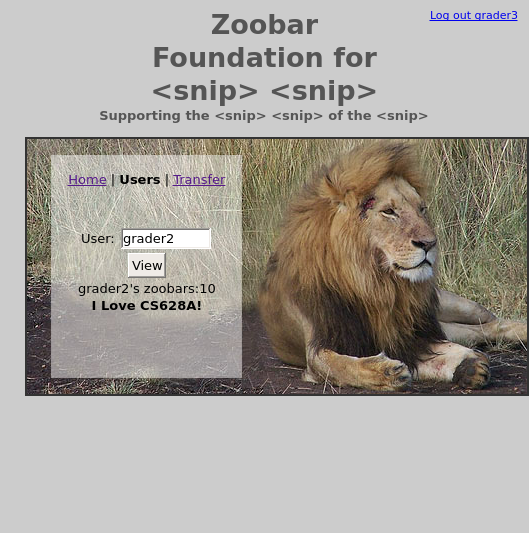 Log out grader3
Zoobar
Foundation for
<snip> <snip>
Supporting the <snip> <snip> of the <snip>
Home | Users | Transfer
User: grader2
View
grader2's zoobars:10
I Love CS628A!